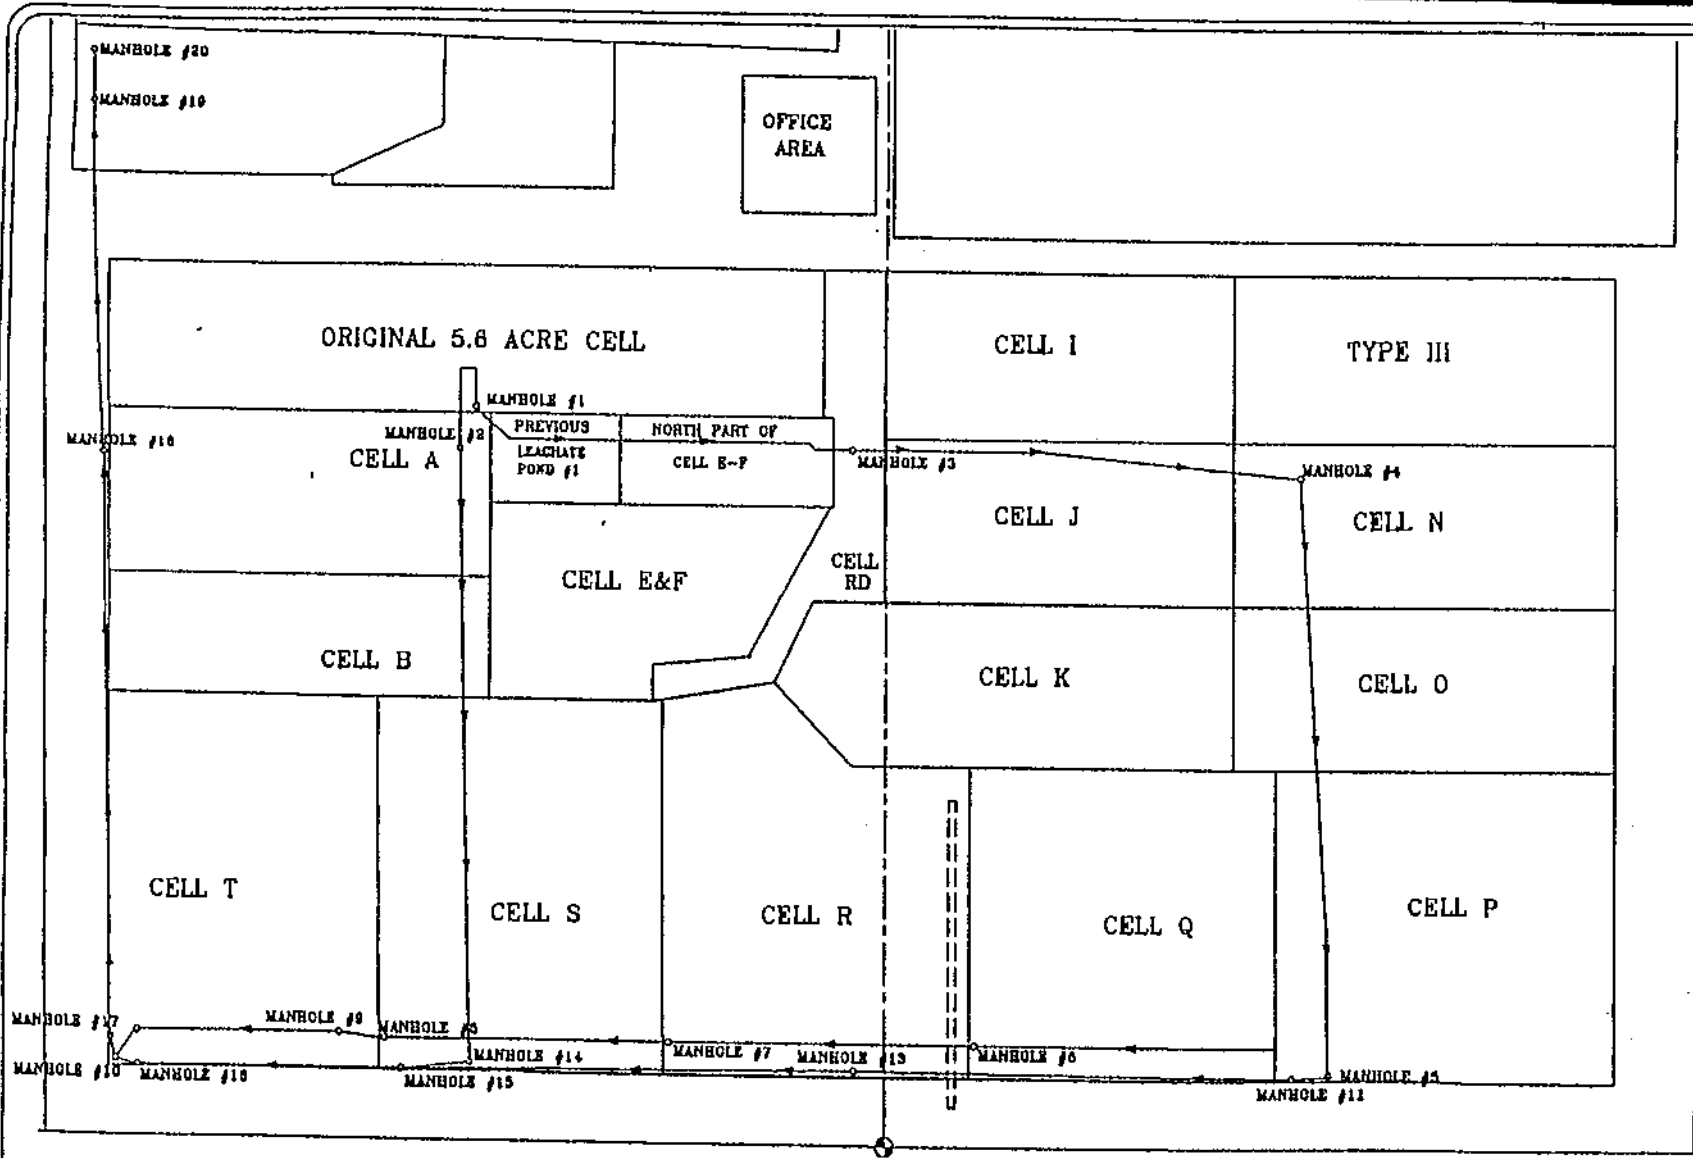 MANHOLE #20
MANHOLE #19
OFFICE
AREA
ORIGINAL 5.6 ACRE CELL
CELL I
TYPE III
MANHOLE #1
MANHOLE #2
PREVIOUS
LEACHATE
POND #1
NORTH PART OF
CELL E-F
MANHOLE #18
CELL A
MANHOLE #3
MANHOLE #4
CELL J
CELL N
CELL E&F
CELL
RD
CELL B
CELL K
CELL O
CELL T
CELL S
CELL R
CELL Q
CELL P
MANHOLE #17
MANHOLE #9
MANHOLE
MANHOLE #14
MANHOLE #7
MANHOLE #13
MANHOLE #6
MANHOLE #10
MANHOLE #16
MANHOLE #15
MANHOLE #5
MANHOLE #11